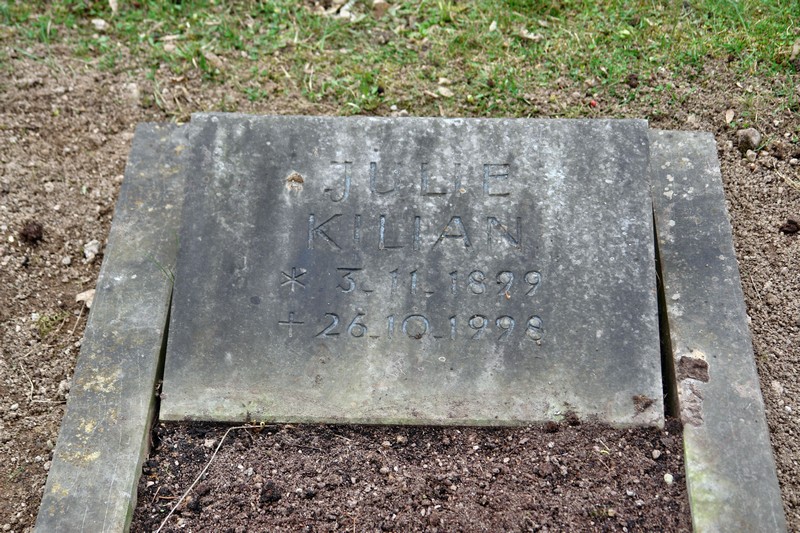 JULIE
KILIAN
* 3.11.1899
+ 26.10.1998